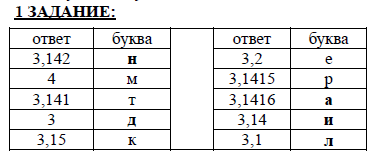 1 ЗАДАНИЕ:
ответ буква ответ буква
3,142 н 3,2 е
4 м 3,1415 р
3,141 т 3,1416 а
3 д 3,14 и
3,15 к 3,1 л